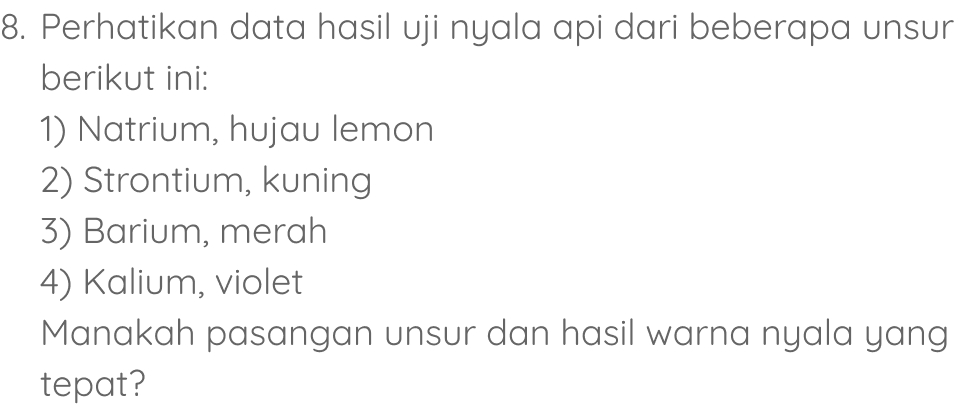 8. Perhatikan data hasil uji nyala api dari beberapa unsur
berikut ini:
1) Natrium, hujau lemon
2) Strontium, kuning
3) Barium, merah
4) Kalium, violet
Manakah pasangan unsur dan hasil warna nyala yang
tepat?